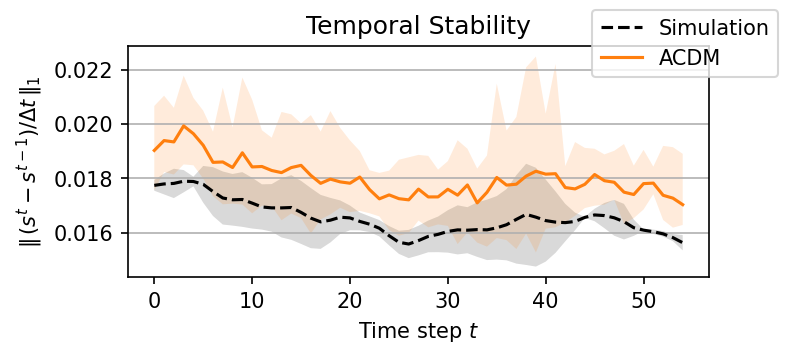 Temporal Stability
Simulation
ACDM
‖(s^t − s^{t−1})/Δt‖₁
0.022
0.020
0.018
0.016
0 10 20 30 40 50
Time step t